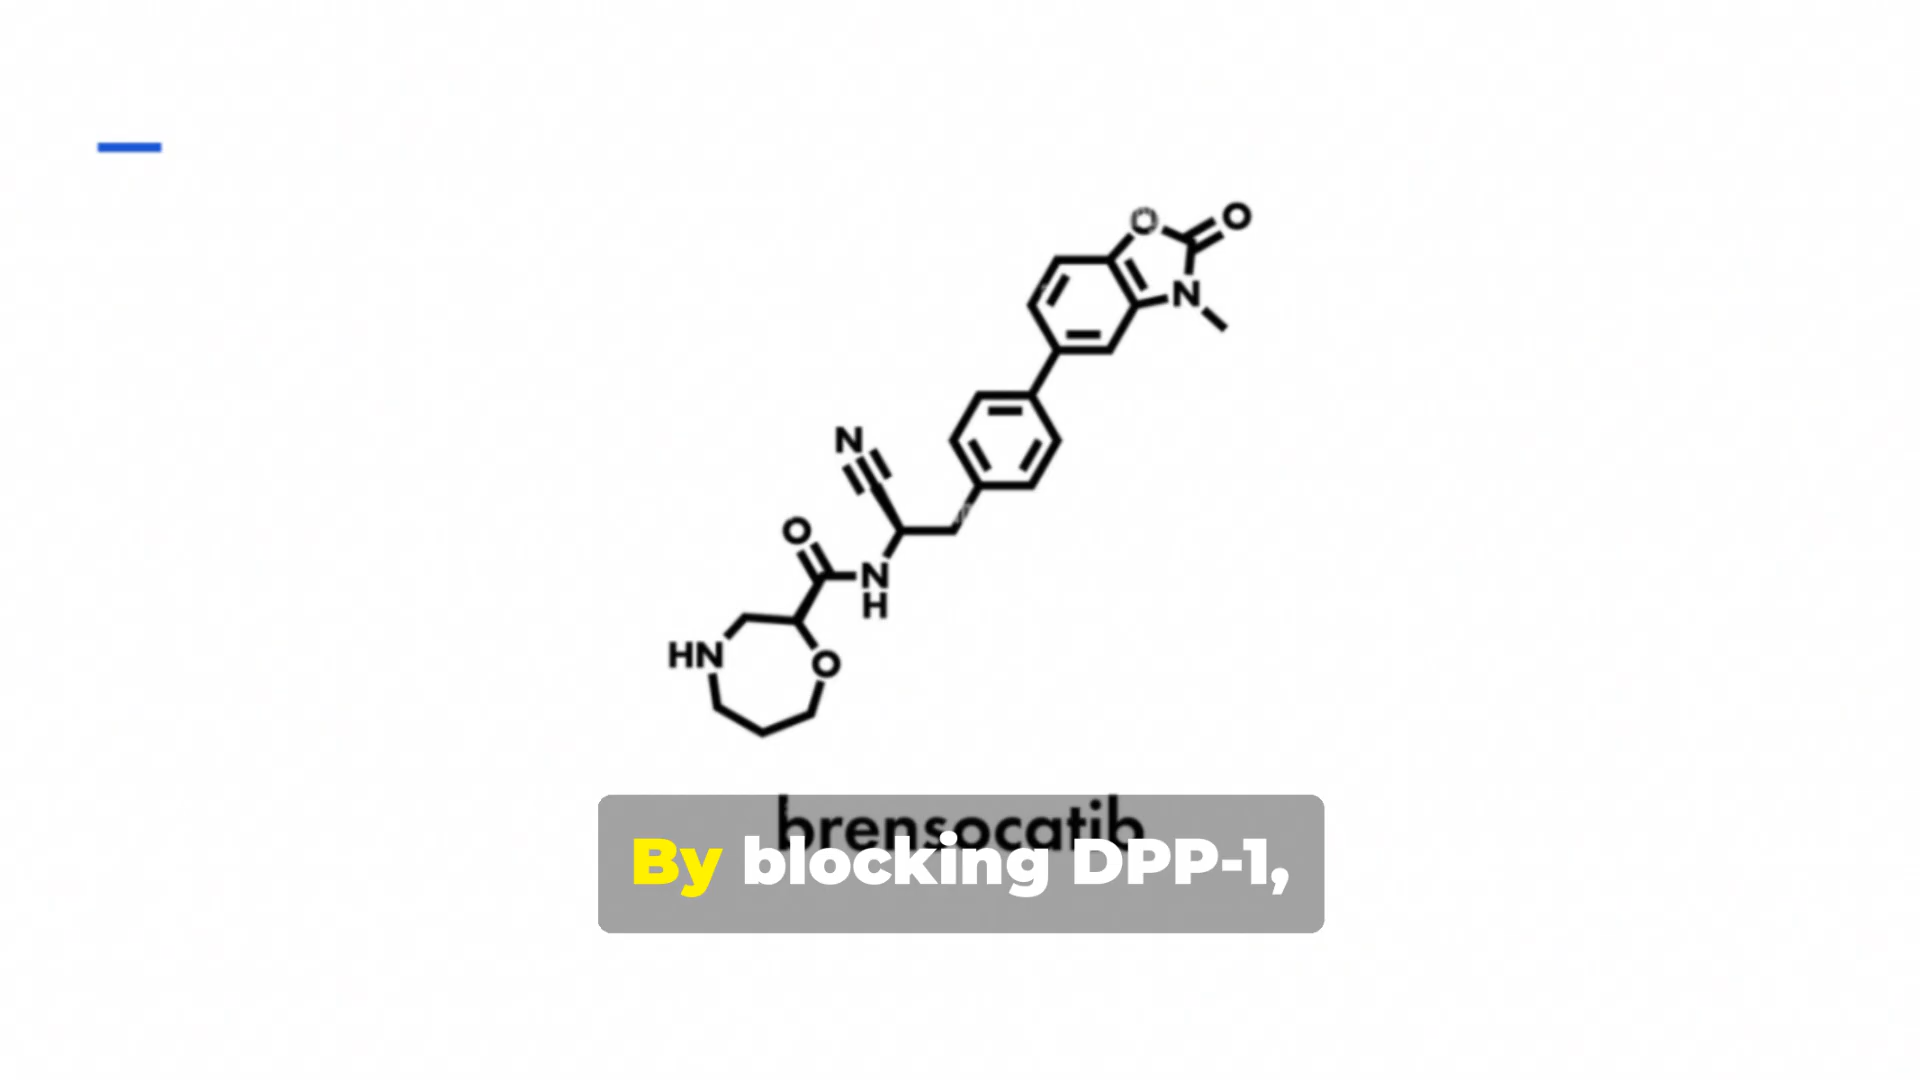 O
O
N
N
O
N
H
HN
O
brensocatib
By blocking DPP-1,